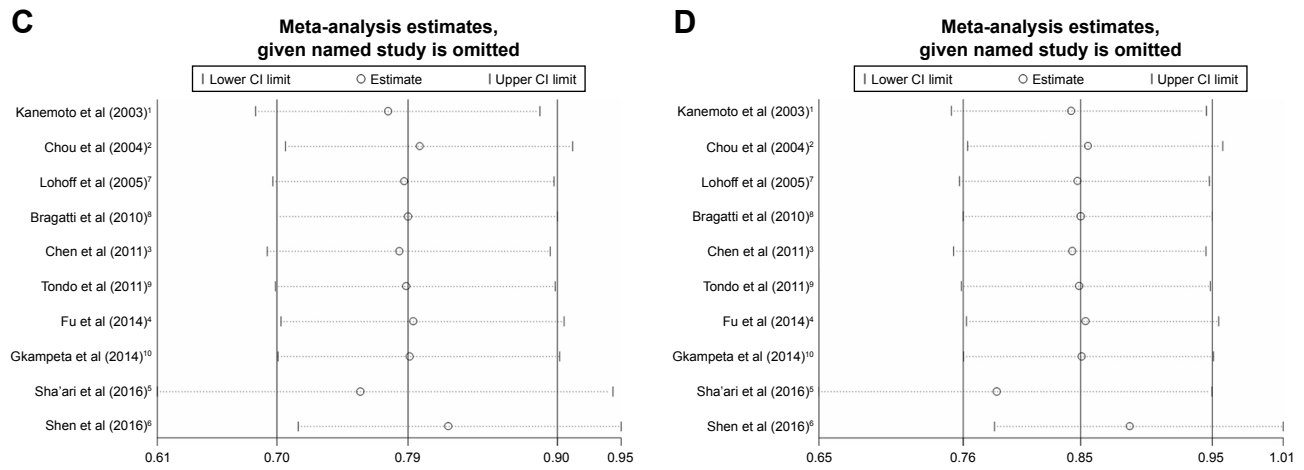 C
Meta-analysis estimates,
given named study is omitted
| Lower CI limit ○ Estimate | Upper CI limit
Kanemoto et al (2003)¹
Chou et al (2004)²
Lohoff et al (2005)⁷
Bragatti et al (2010)⁸
Chen et al (2011)³
Tondo et al (2011)⁹
Fu et al (2014)⁴
Gkampeta et al (2014)¹⁰
Sha'ari et al (2016)⁵
Shen et al (2016)⁶
0.61 0.70 0.79 0.90 0.95
D
Meta-analysis estimates,
given named study is omitted
| Lower CI limit ○ Estimate | Upper CI limit
Kanemoto et al (2003)¹
Chou et al (2004)²
Lohoff et al (2005)⁷
Bragatti et al (2010)⁸
Chen et al (2011)³
Tondo et al (2011)⁹
Fu et al (2014)⁴
Gkampeta et al (2014)¹⁰
Sha'ari et al (2016)⁵
Shen et al (2016)⁶
0.65 0.76 0.85 0.95 1.01